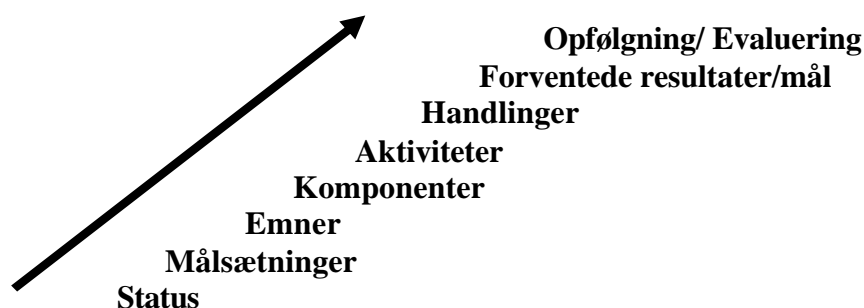 Opfølgning/ Evaluering
Forventede resultater/mål
Handlinger
Aktiviteter
Komponenter
Emner
Målsætninger
Status